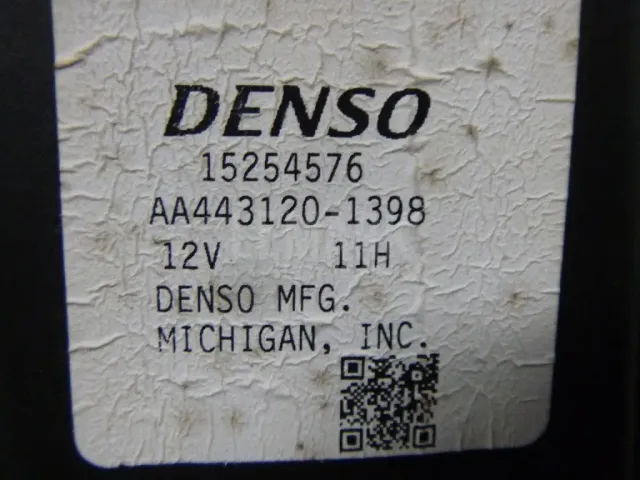 DENSO
15254576
AA443120-1398
12V 11H
DENSO MFG.
MICHIGAN, INC.